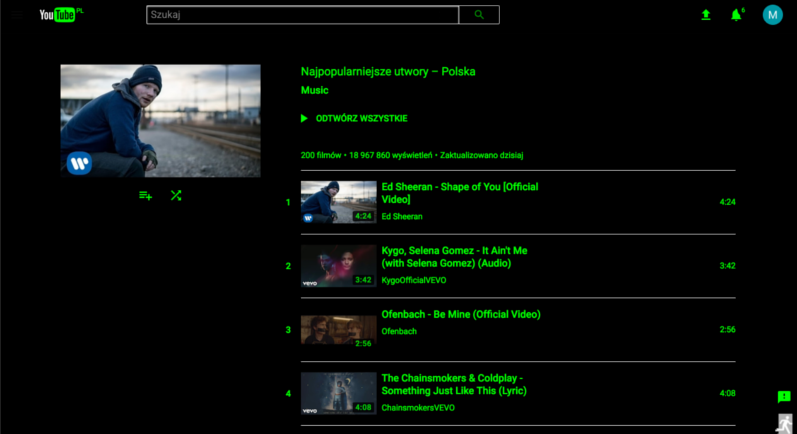 YouTube PL
Szukaj
6
M
Najpopularniejsze utwory – Polska
Music
ODTWÓRZ WSZYSTKIE
200 filmów • 18 967 860 wyświetleń • Zaktualizowano dzisiaj
1
Ed Sheeran - Shape of You [Official
Video]
Ed Sheeran
4:24
4:24
2
Kygo, Selena Gomez - It Ain't Me
(with Selena Gomez) (Audio)
KygoOfficialVEVO
vevo
3:42
3:42
3
Ofenbach - Be Mine (Official Video)
Ofenbach
2:56
2:56
4
The Chainsmokers & Coldplay -
Something Just Like This (Lyric)
ChainsmokersVEVO
vevo
4:08
4:08